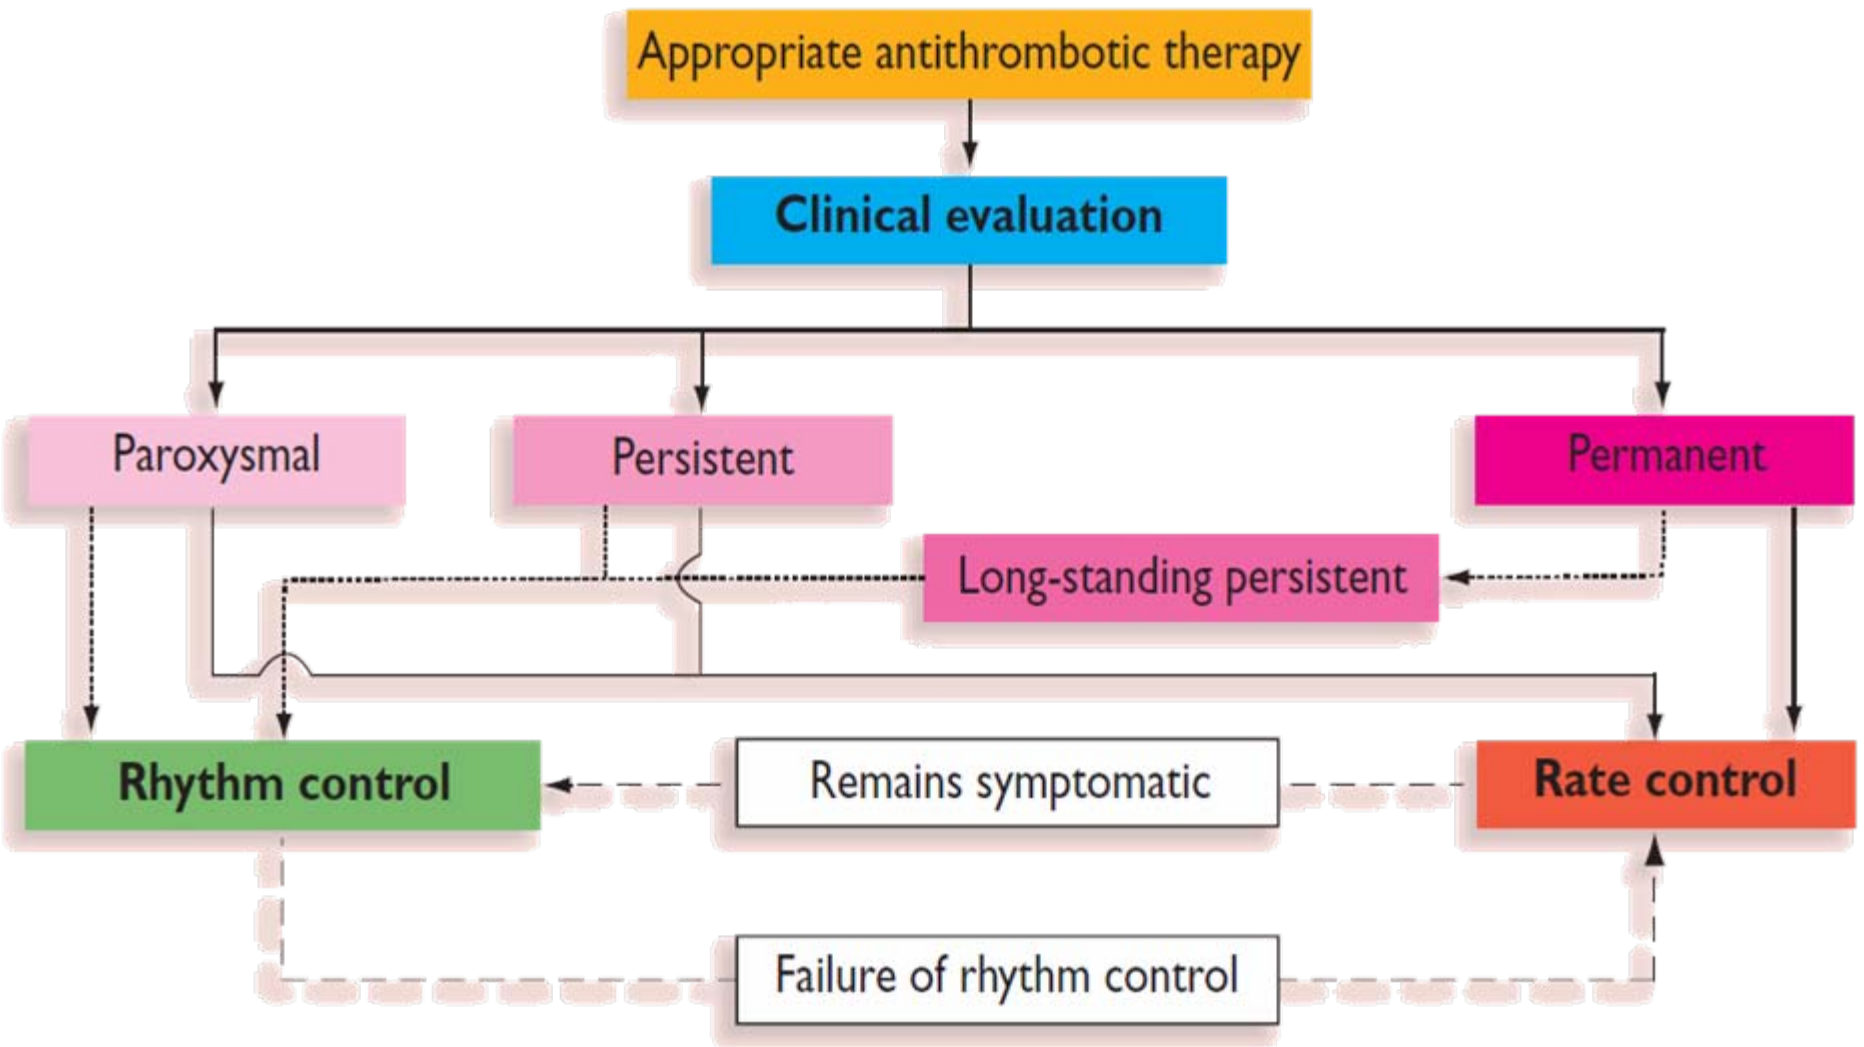 Appropriate antithrombotic therapy
Clinical evaluation
Paroxysmal
Persistent
Permanent
Long-standing persistent
Rhythm control
Remains symptomatic
Rate control
Failure of rhythm control